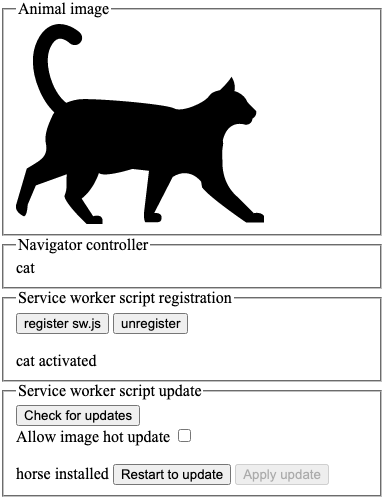 Animal image
Navigator controller
cat
Service worker script registration
register sw.js unregister
cat activated
Service worker script update
Check for updates
Allow image hot update
horse installed Restart to update Apply update